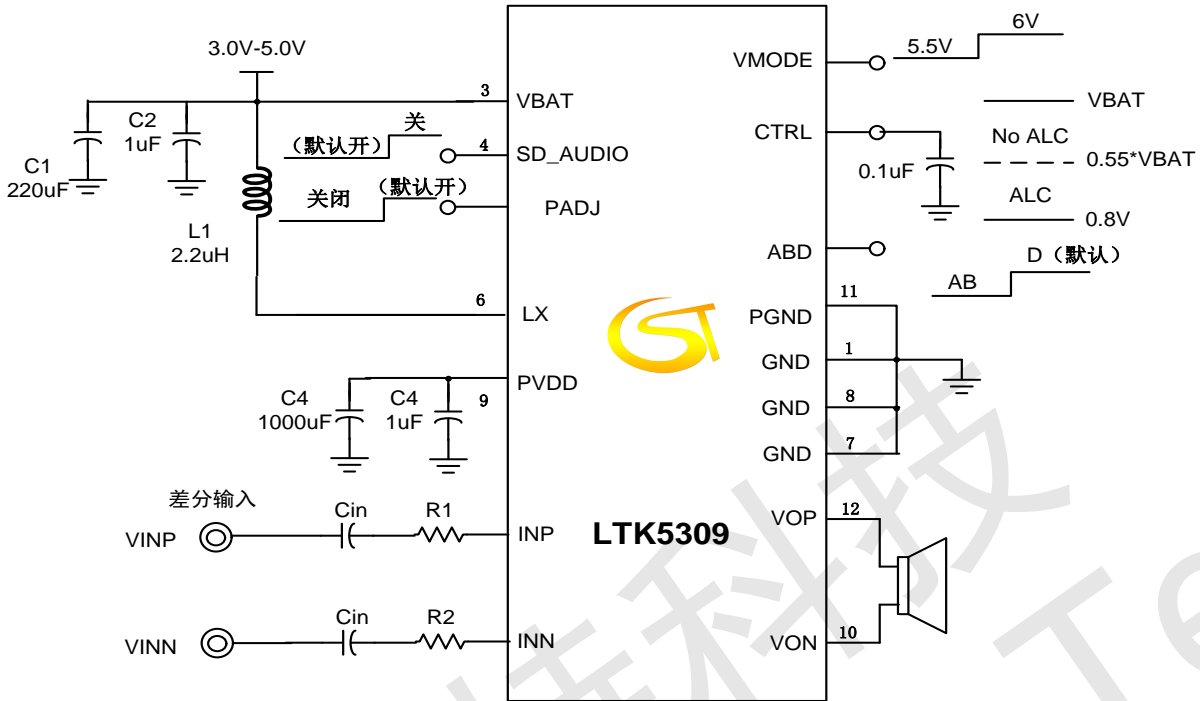 3.0V-5.0V
C1
220uF
C2
1uF
L1
2.2uH
3
VBAT
(默认开)
关
4
SD_AUDIO
关闭
(默认开)
PADJ
6
LX
PVDD
9
C4
1000uF
C4
1uF
差分输入
VINP
Cin
R1
INP
VINN
Cin
R2
INN
LTK5309
ST
VMODE
5.5V
6V
CTRL
0.1uF
VBAT
No ALC
0.55*VBAT
ALC
0.8V
ABD
AB
D(默认)
11
PGND
1
GND
8
GND
7
GND
12
VOP
10
VON
科技
Te